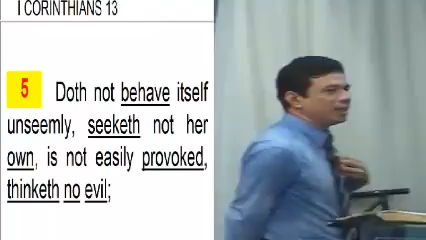 I CORINTHIANS 13
5 Doth not behave itself
unseemly, seeketh not her
own, is not easily provoked,
thinketh no evil;